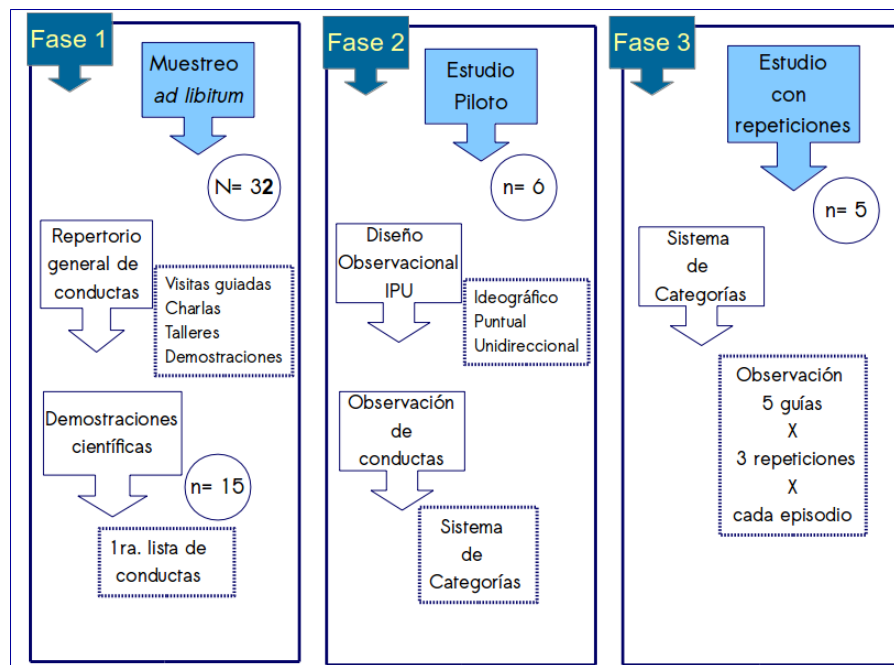 Fase 1
Muestreo
ad libitum
N= 32
Repertorio
general de
conductas
Visitas guiadas
Charlas
Talleres
Demostraciones
Demostraciones
científicas
n= 15
1ra. lista de
conductas
Fase 2
Estudio
Piloto
n= 6
Diseño
Observacional
IPU
Ideográfico
Puntual
Unidireccional
Observación
de
conductas
Sistema
de
Categorías
Fase 3
Estudio
con
repeticiones
n= 5
Sistema
de
Categorías
Observación
5 guías
X
3 repeticiones
X
cada episodio